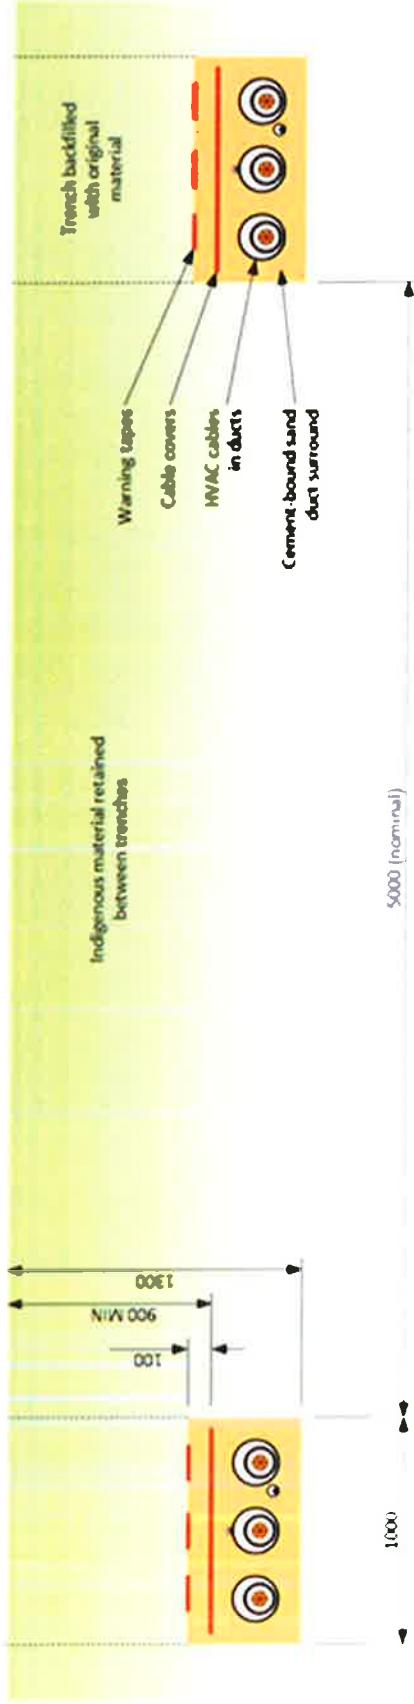 Trench backfilled
with original
material
Warning tapes
Cable covers
HVAC cables
in ducts
Cement-bound sand
duct surround
Indigenous material retained
between trenches
5000 (nominal)
1300
900 MIN
100
1000